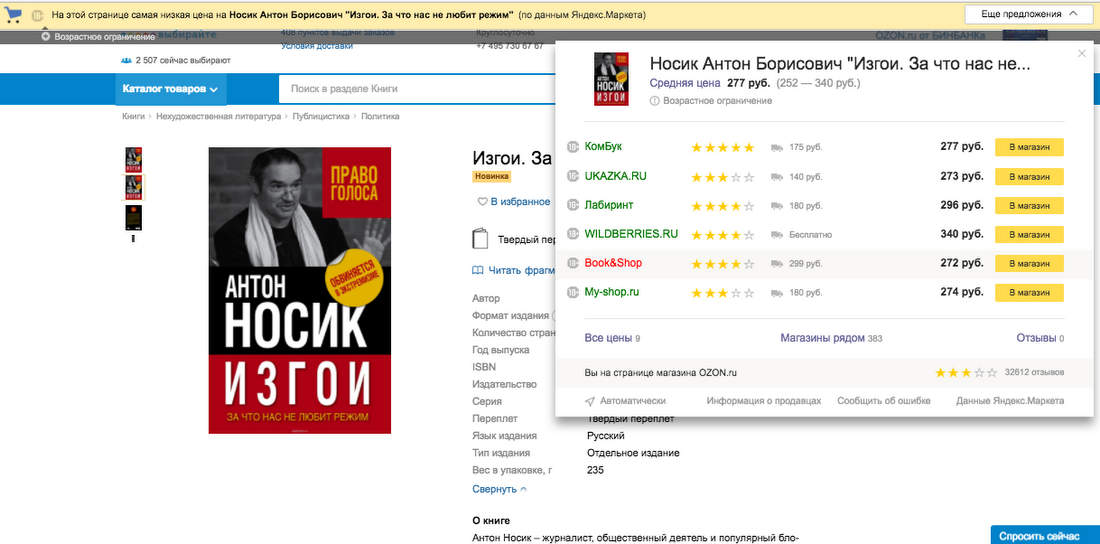 На этой странице самая низкая цена на Носик Антон Борисович "Изгои. За что нас не любит режим" (по данным Яндекс.Маркета)
Еще предложения
Возрастное ограничение
выбирайте
408 пунктов выдачи заказов
Условия доставки
Круглосуточно
+7 495 730 67 67
OZON.ru от БИНБАНКа
2 507 сейчас выбирают
Каталог товаров
Поиск в разделе Книги
Книги › Нехудожественная литература › Публицистика › Политика
ПРАВО
ГОЛОСА
ОБВИНЯЕТСЯ
В ЭКСТРЕМИЗМЕ
АНТОН
НОСИК
ИЗГОИ
ЗА ЧТО НАС НЕ ЛЮБИТ РЕЖИМ
Изгои. За
Новинка
В избранное
Твердый пер
Читать фрагм
Автор
Формат издания
Количество стран
Год выпуска
ISBN
Издательство
Серия
Переплет Твердый переплет
Язык издания Русский
Тип издания Отдельное издание
Вес в упаковке, г 235
Свернуть
О книге
Антон Носик – журналист, общественный деятель и популярный бло-
АНТОН
НОСИК
ИЗГОИ
Носик Антон Борисович "Изгои. За что нас не...
Средняя цена 277 руб. (252 — 340 руб.)
Возрастное ограничение
18+ КомБук 175 руб. 277 руб. В магазин
18+ UKAZKA.RU 140 руб. 273 руб. В магазин
18+ Лабиринт 180 руб. 296 руб. В магазин
18+ WILDBERRIES.RU Бесплатно 340 руб. В магазин
18+ Book&Shop 299 руб. 272 руб. В магазин
18+ My-shop.ru 180 руб. 274 руб. В магазин
Все цены 9
Магазины рядом 383
Отзывы 0
Вы на странице магазина OZON.ru
32612 отзывов
Автоматически
Информация о продавцах
Сообщить об ошибке
Данные Яндекс.Маркета
Спросить сейчас